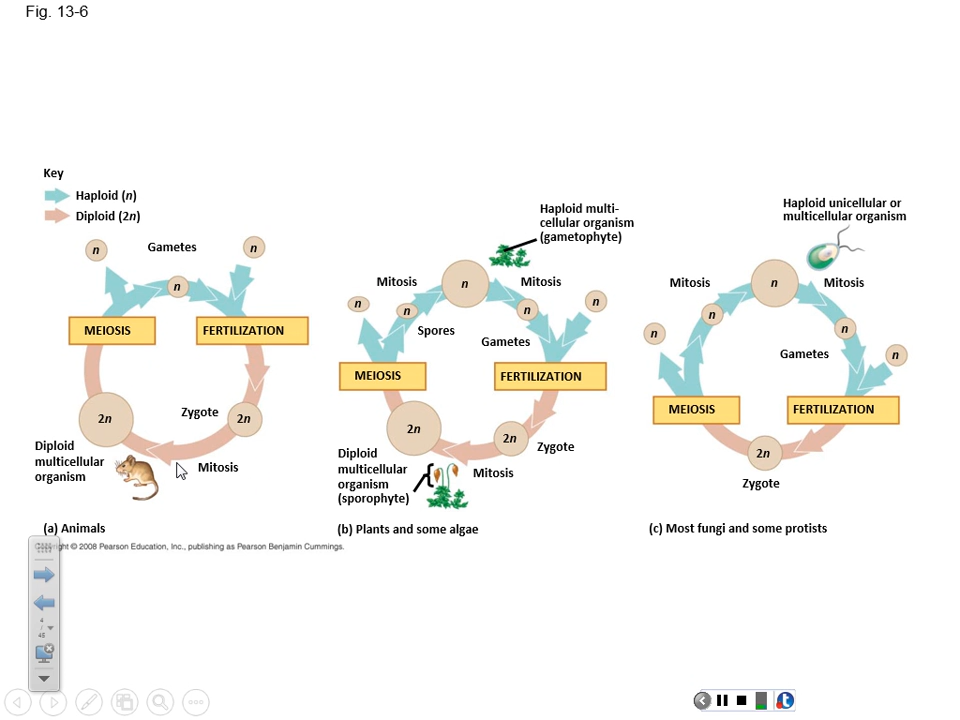 Fig. 13-6
Key
Haploid (n)
Diploid (2n)
n
Gametes
n
n
MEIOSIS
FERTILIZATION
2n
Zygote
2n
Diploid
multicellular
organism
Mitosis
(a) Animals
Haploid multi-
cellular organism
(gametophyte)
Mitosis
n
Mitosis
n
n
Spores
n
n
Gametes
MEIOSIS
FERTILIZATION
2n
2n
Zygote
Diploid
multicellular
organism
(sporophyte)
Mitosis
(b) Plants and some algae
Haploid unicellular or
multicellular organism
Mitosis
n
Mitosis
n
n
n
Gametes
n
MEIOSIS
FERTILIZATION
2n
Zygote
(c) Most fungi and some protists
right © 2008 Pearson Education, Inc., publishing as Pearson Benjamin Cummings.
4
/
45
t